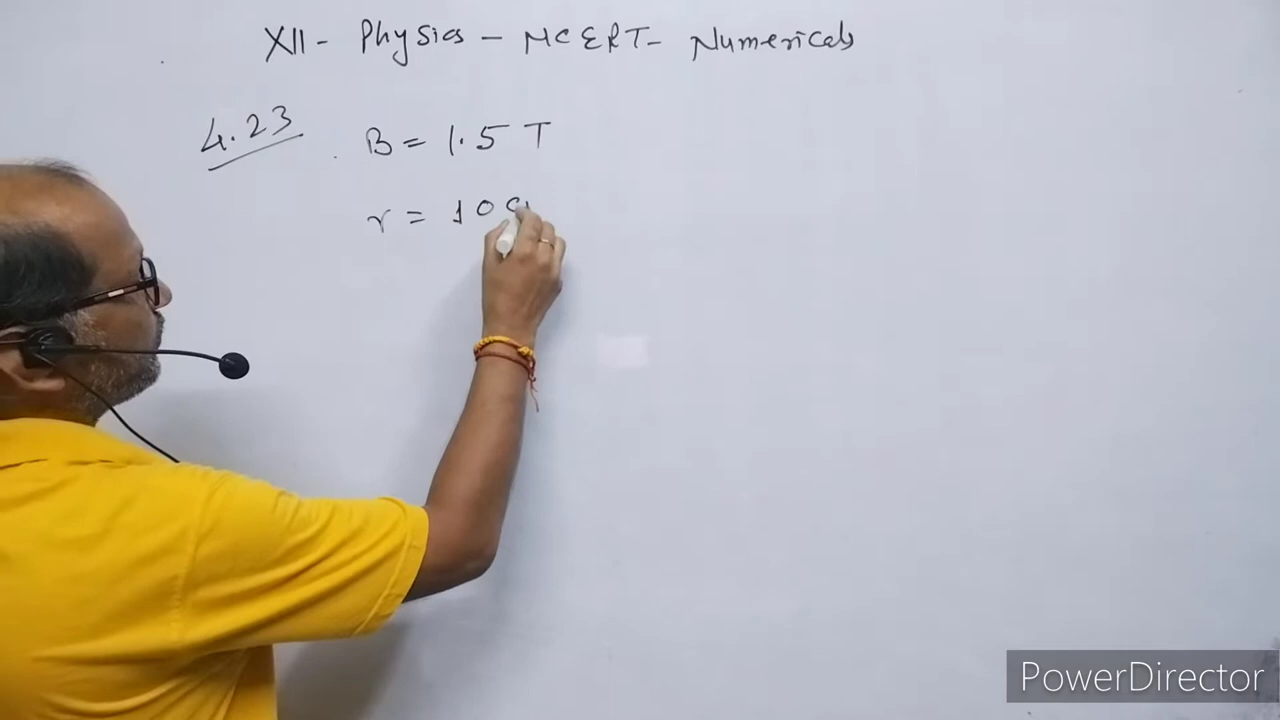 XII - Physics - NCERT - Numericals
4.23 B = 1.5 T
r = 10 c
PowerDirector